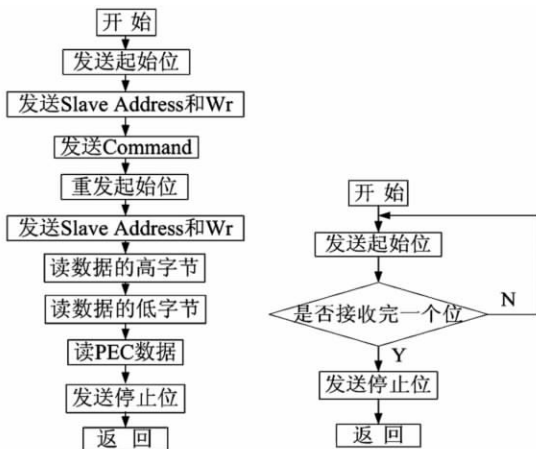 开 始
发送起始位
发送Slave Address和Wr
发送Command
重发起始位
发送Slave Address和Wr
读数据的高字节
读数据的低字节
读PEC数据
发送停止位
返 回
开 始
发送起始位
是否接收完一个位
N
Y
发送停止位
返 回